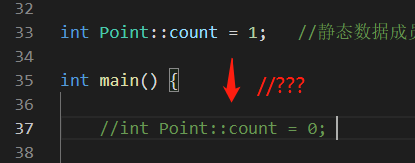 32
33 int Point::count = 1; //静态数据成员
34
35 int main() {
36
//???
37 //int Point::count = 0;
38